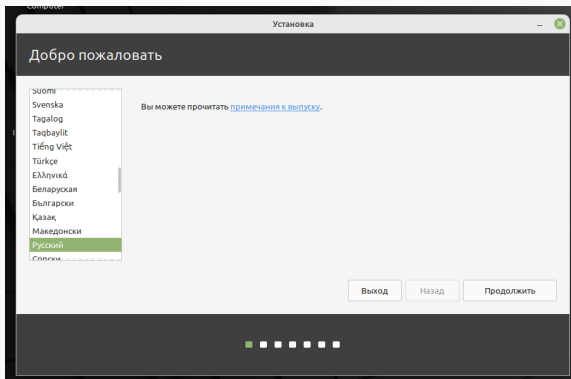 Computer
Установка
Добро пожаловать
Suomi
Svenska
Tagalog
Taqbaylit
Tiếng Việt
Türkçe
Ελληνικά
Беларуская
Български
Қазақ
Македонски
Русский
Српски
Вы можете прочитать примечания к выпуску.
Выход
Назад
Продолжить